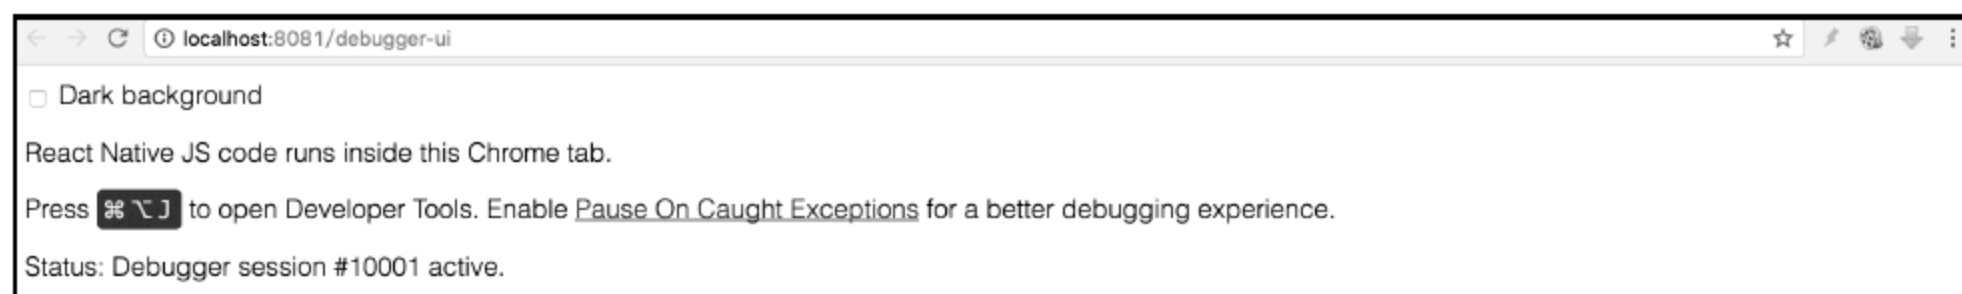 localhost:8081/debugger-ui
Dark background
React Native JS code runs inside this Chrome tab.
Press ⌘⌥J to open Developer Tools. Enable Pause On Caught Exceptions for a better debugging experience.
Status: Debugger session #10001 active.